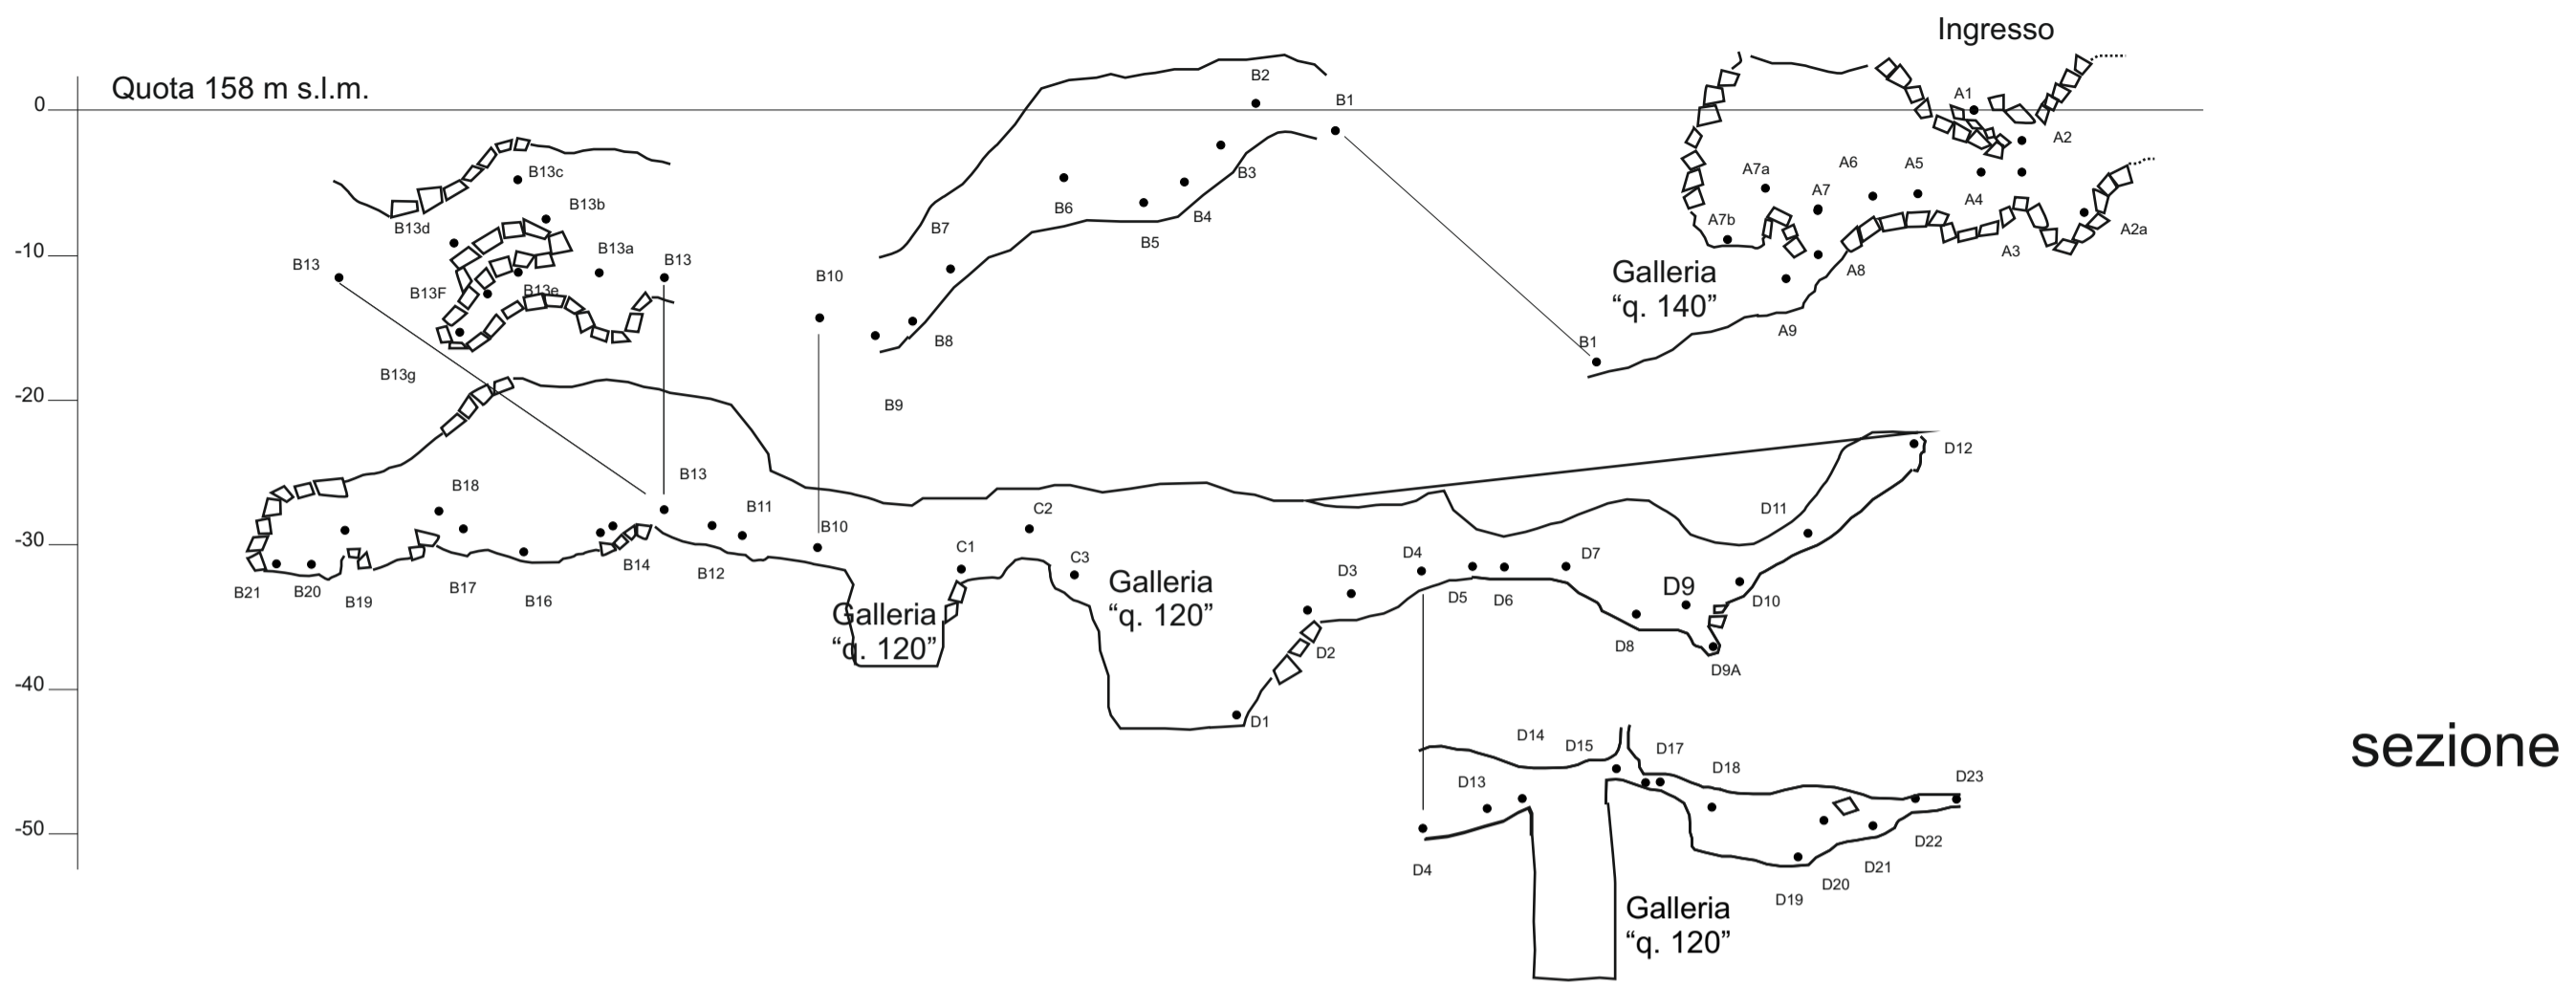 Ingresso
Quota 158 m s.l.m.
0
-10
-20
-30
-40
-50
B2
B1
A1
A2
B13c
B13b
B13d
B13a
B13
B13
B13F
B13e
B13g
B3
B4
B5
B6
B7
B8
B9
B10
A7a
A6
A5
A7
A4
A7b
A3
A2a
A8
A9
Galleria
“q. 140”
B1
B18
B13
B11
B10
B21
B20
B19
B17
B16
B14
B12
C2
C1
C3
Galleria
“q. 120”
Galleria
“q. 120”
D12
D11
D4
D7
D3
D5
D6
D9
D10
D8
D2
D9A
D1
sezione
D14
D15
D17
D13
D18
D23
D4
D22
D21
D20
D19
Galleria
“q. 120”